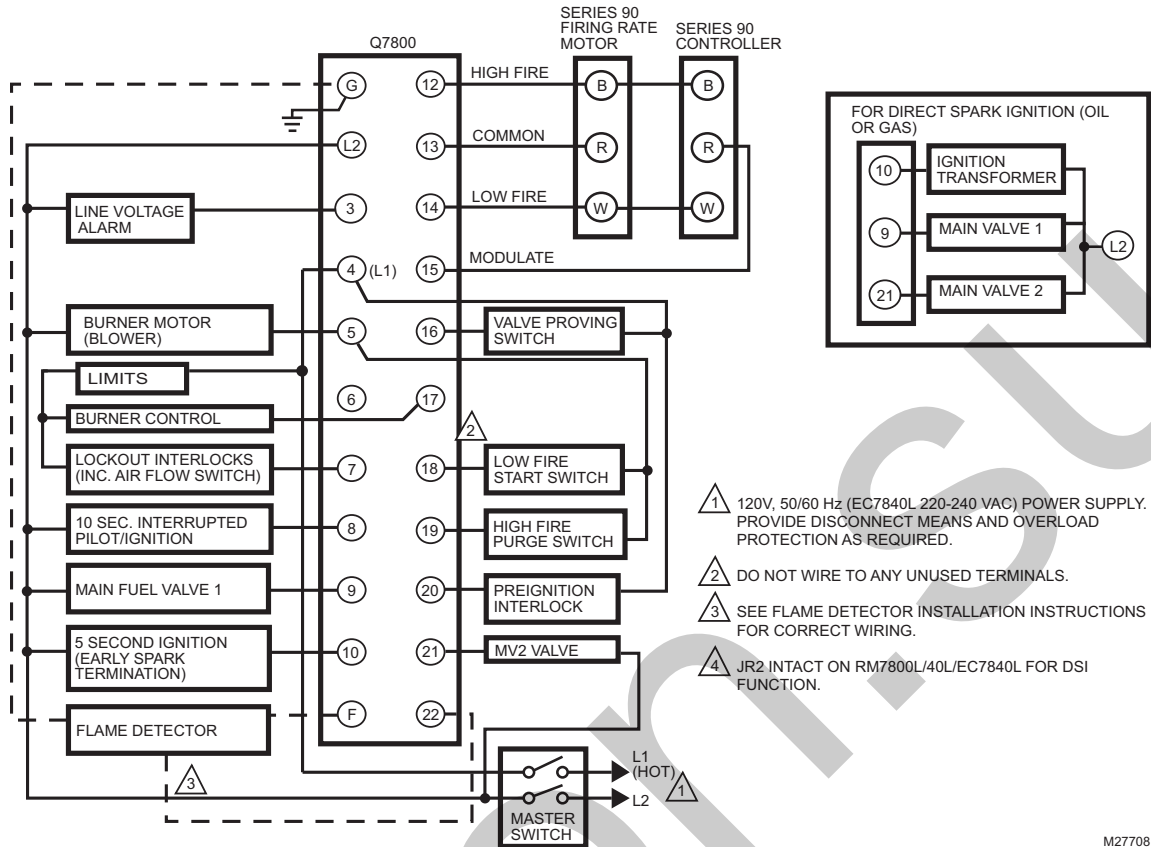 SERIES 90
FIRING RATE
MOTOR
SERIES 90
CONTROLLER
Q7800
G
12
HIGH FIRE
B
B
L2
13
COMMON
R
R
LINE VOLTAGE
ALARM
3
14
LOW FIRE
W
W
4
(L1)
15
MODULATE
BURNER MOTOR
(BLOWER)
5
16
VALVE PROVING
SWITCH
LIMITS
6
17
BURNER CONTROL
2
LOCKOUT INTERLOCKS
(INC. AIR FLOW SWITCH)
7
18
LOW FIRE
START SWITCH
10 SEC. INTERRUPTED
PILOT/IGNITION
8
19
HIGH FIRE
PURGE SWITCH
MAIN FUEL VALVE 1
9
20
PREIGNITION
INTERLOCK
5 SECOND IGNITION
(EARLY SPARK
TERMINATION)
10
21
MV2 VALVE
FLAME DETECTOR
F
22
3
L1
(HOT)
1
L2
MASTER
SWITCH
FOR DIRECT SPARK IGNITION (OIL
OR GAS)
10
IGNITION
TRANSFORMER
9
MAIN VALVE 1
L2
21
MAIN VALVE 2
1 120V, 50/60 Hz (EC7840L 220-240 VAC) POWER SUPPLY.
PROVIDE DISCONNECT MEANS AND OVERLOAD
PROTECTION AS REQUIRED.
2 DO NOT WIRE TO ANY UNUSED TERMINALS.
3 SEE FLAME DETECTOR INSTALLATION INSTRUCTIONS
FOR CORRECT WIRING.
4 JR2 INTACT ON RM7800L/40L/EC7840L FOR DSI
FUNCTION.
M27708